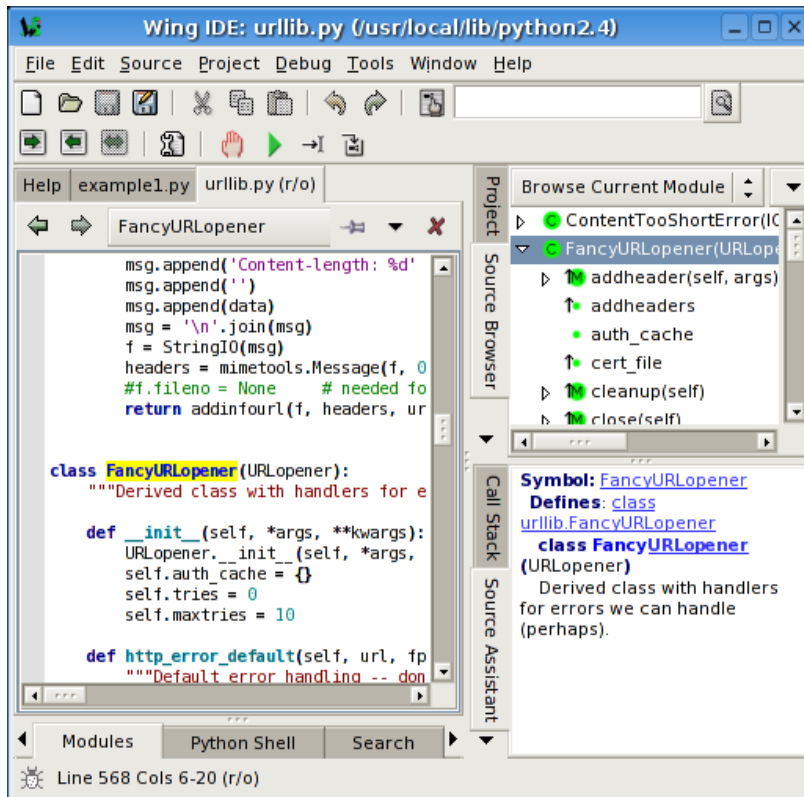 Wing IDE: urllib.py (/usr/local/lib/python2.4)
File Edit Source Project Debug Tools Window Help
Help example1.py urllib.py (r/o)
FancyURLopener
msg.append('Content-length: %d'
msg.append('')
msg.append(data)
msg = '\n'.join(msg)
f = StringIO(msg)
headers = mimetools.Message(f, 0
#f.fileno = None     # needed fo
return addinfourl(f, headers, ur
class FancyURLopener(URLopener):
"""Derived class with handlers for e
def __init__(self, *args, **kwargs):
URLopener.__init__(self, *args,
self.auth_cache = {}
self.tries = 0
self.maxtries = 10
def http_error_default(self, url, fp
"""Default error handling -- don
Modules Python Shell Search
Line 568 Cols 6-20 (r/o)
Project
Source Browser
Browse Current Module
C ContentTooShortError(IO
C FancyURLopener(URLope
M addheader(self, args)
addheaders
auth_cache
cert_file
M cleanup(self)
M close(self)
Call Stack
Source Assistant
Symbol: FancyURLopener
Defines: class
urllib.FancyURLopener
class FancyURLopener
(URLopener)
Derived class with handlers
for errors we can handle
(perhaps).